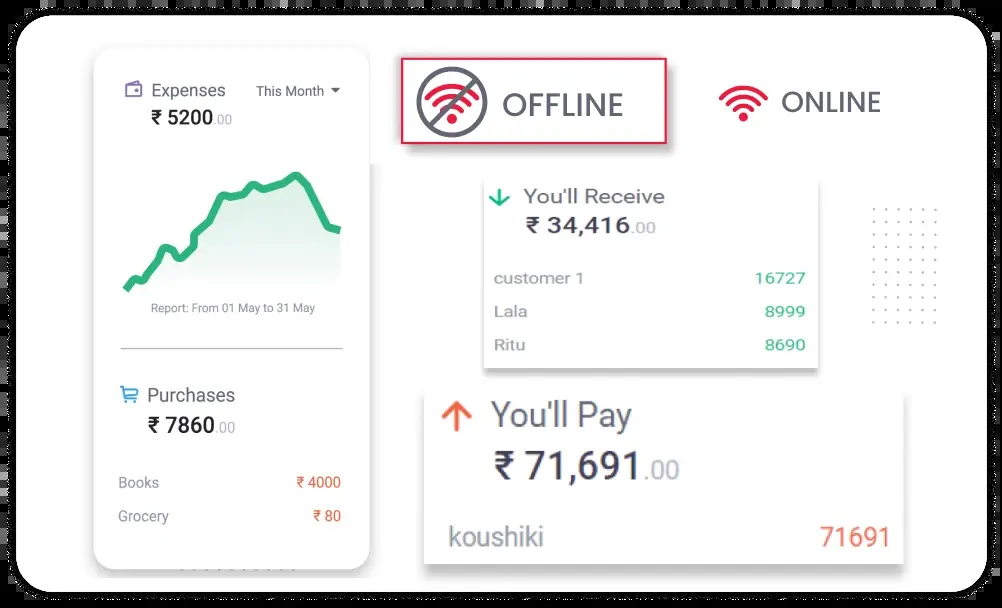 Expenses
This Month
₹ 5200.00
Report: From 01 May to 31 May
Purchases
₹ 7860.00
Books ₹ 4000
Grocery ₹ 80
OFFLINE
ONLINE
You'll Receive
₹ 34,416.00
customer 1 16727
Lala 8999
Ritu 8690
You'll Pay
₹ 71,691.00
koushiki 71691